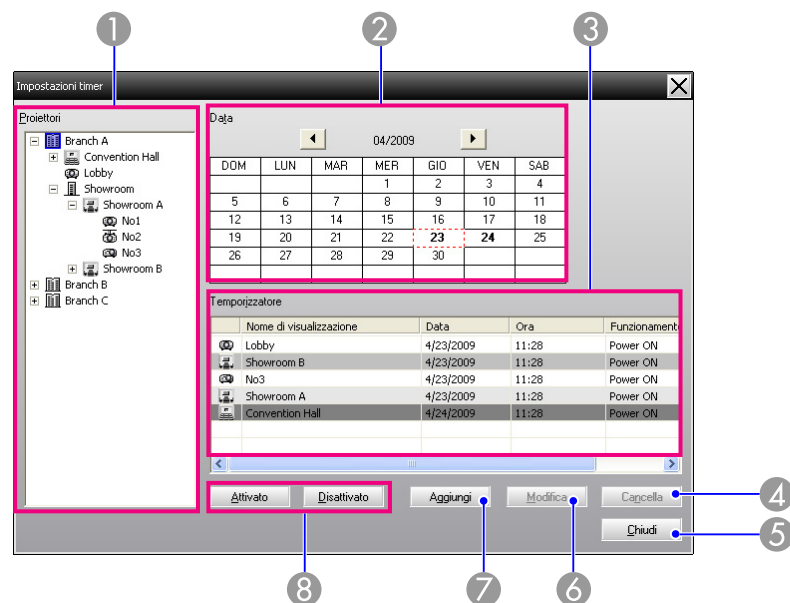 1 2 3
Impostazioni timer
Proiettori
Branch A
Convention Hall
Lobby
Showroom
Showroom A
No1
No2
No3
Showroom B
Branch B
Branch C
Data
04/2009
DOM LUN MAR MER GIO VEN SAB
1 2 3 4
5 6 7 8 9 10 11
12 13 14 15 16 17 18
19 20 21 22 23 24 25
26 27 28 29 30
Temporizzatore
Nome di visualizzazione Data Ora Funzionamento
Lobby 4/23/2009 11:28 Power ON
Showroom B 4/23/2009 11:28 Power ON
No3 4/23/2009 11:28 Power ON
Showroom A 4/23/2009 11:28 Power ON
Convention Hall 4/24/2009 11:28 Power ON
Attivato Disattivato Aggiungi Modifica Cancella 4
Chiudi 5
8 7 6